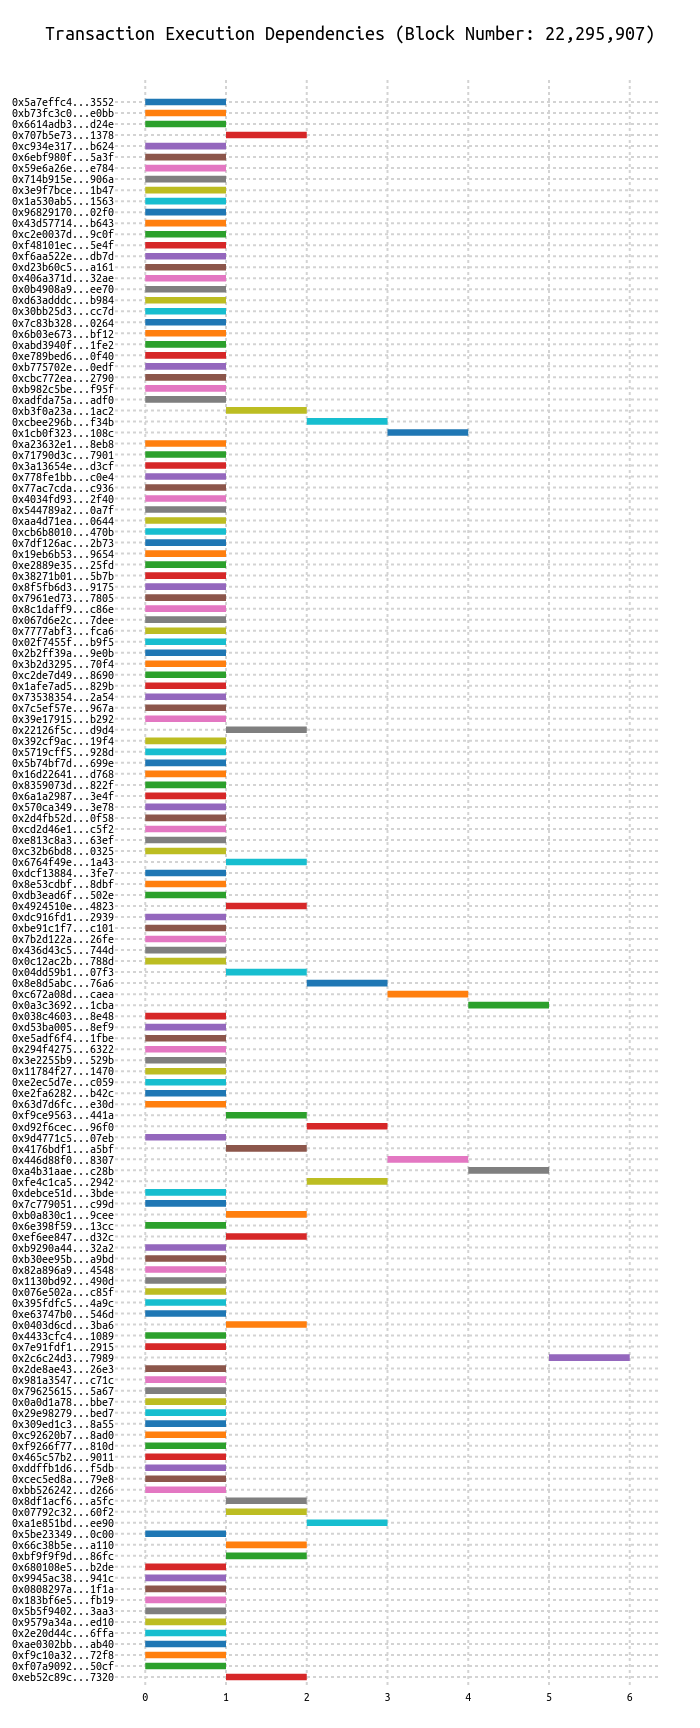 Transaction Execution Dependencies (Block Number: 22,295,907)
0x5a7effc4...3552
0xb73fc3c0...e0bb
0x6614adb3...d24e
0x707b5e73...1378
0xc934e317...b624
0x6ebf980f...5a3f
0x59e6a26e...e784
0x714b915e...906a
0x3e9f7bce...1b47
0x1a530ab5...1563
0x96829170...02f0
0x43d57714...b643
0xc2e0037d...9c0f
0xf48101ec...5e4f
0xf6aa522e...db7d
0xd23b60c5...a161
0x406a371d...32ae
0x0b4908a9...ee70
0xd63adddc...b984
0x30bb25d3...cc7d
0x7c83b328...0264
0x6b03e673...bf12
0xabd3940f...1fe2
0xe789bed6...0f40
0xb775702e...0edf
0xcbc772ea...2790
0xb982c5be...f95f
0xadfda75a...adf0
0xb3f0a23a...1ac2
0xcbee296b...f34b
0x1cb0f323...108c
0xa23632e1...8eb8
0x71790d3c...7901
0x3a13654e...d3cf
0x778fe1bb...c0e4
0x77ac7cda...c936
0x4034fd93...2f40
0x544789a2...0a7f
0xaa4d71ea...0644
0xcb6b8010...470b
0x7df126ac...2b73
0x19eb6b53...9654
0xe2889e35...25fd
0x38271b01...5b7b
0x8f5fb6d3...9175
0x7961ed73...7805
0x8c1daff9...c86e
0x067d6e2c...7dee
0x7777abf3...fca6
0x02f7455f...b9f5
0x2b2ff39a...9e0b
0x3b2d3295...70f4
0xc2de7d49...8690
0x1afe7ad5...829b
0x73538354...2a54
0x7c5ef57e...967a
0x39e17915...b292
0x22126f5c...d9d4
0x392cf9ac...19f4
0x5719cff5...928d
0x5b74bf7d...699e
0x16d22641...d768
0x8359073d...822f
0x6a1a2987...3e4f
0x570ca349...3e78
0x2d4fb52d...0f58
0xcd2d46e1...c5f2
0xe813c8a3...63ef
0xc32b6bd8...0325
0x6764f49e...1a43
0xdcf13884...3fe7
0x8e53cdbf...8dbf
0xdb3ead6f...502e
0x4924510e...4823
0xdc916fd1...2939
0xbe91c1f7...c101
0x7b2d122a...26fe
0x436d43c5...744d
0x0c12ac2b...788d
0x04dd59b1...07f3
0x8e8d5abc...76a6
0xc672a08d...caea
0x0a3c3692...1cba
0x038c4603...8e48
0xd53ba005...8ef9
0xe5adf6f4...1fbe
0x294f4275...6322
0x3e2255b9...529b
0x11784f27...1470
0xe2ec5d7e...c059
0xe2fa6282...b42c
0x63d7d6fc...e30d
0xf9ce9563...441a
0xd92f6cec...96f0
0x9d4771c5...07eb
0x4176bdf1...a5bf
0x446d88f0...8307
0xa4b31aae...c28b
0xfe4c1ca5...2942
0xdebce51d...3bde
0x7c779051...c99d
0xb0a830c1...9cee
0x6e398f59...13cc
0xef6ee847...d32c
0xb9290a44...32a2
0xb30ee95b...a9bd
0x82a896a9...4548
0x1130bd92...490d
0x076e502a...c85f
0x395fdfc5...4a9c
0xe63747b0...546d
0x0403d6cd...3ba6
0x4433cfc4...1089
0x7e91fdf1...2915
0x2c6c24d3...7989
0x2de8ae43...26e3
0x981a3547...c71c
0x79625615...5a67
0x0a0d1a78...bbe7
0x29e98279...bed7
0x309ed1c3...8a55
0xc92620b7...8ad0
0xf9266f77...810d
0x465c57b2...9011
0xddffb1d6...f5db
0xcec5ed8a...79e8
0xbb526242...d266
0x8df1acf6...a5fc
0x07792c32...60f2
0xa1e851bd...ee90
0x5be23349...0c00
0x66c38b5e...a110
0xbf9f9f9d...86fc
0x680108e5...b2de
0x9945ac38...941c
0x0808297a...1f1a
0x183bf6e5...fb19
0x5b5f9402...3aa3
0x9579a34a...ed10
0x2e20d44c...6ffa
0xae0302bb...ab40
0xf9c10a32...72f8
0xf07a9092...50cf
0xeb52c89c...7320
0 1 2 3 4 5 6